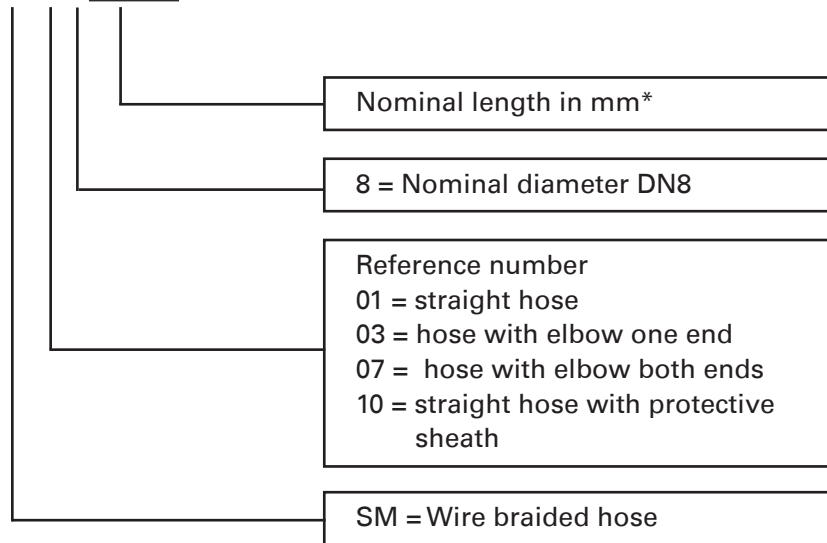 Nominal length in mm*
8 = Nominal diameter DN8
Reference number
01 = straight hose
03 = hose with elbow one end
07 = hose with elbow both ends
10 = straight hose with protective
sheath
SM = Wire braided hose